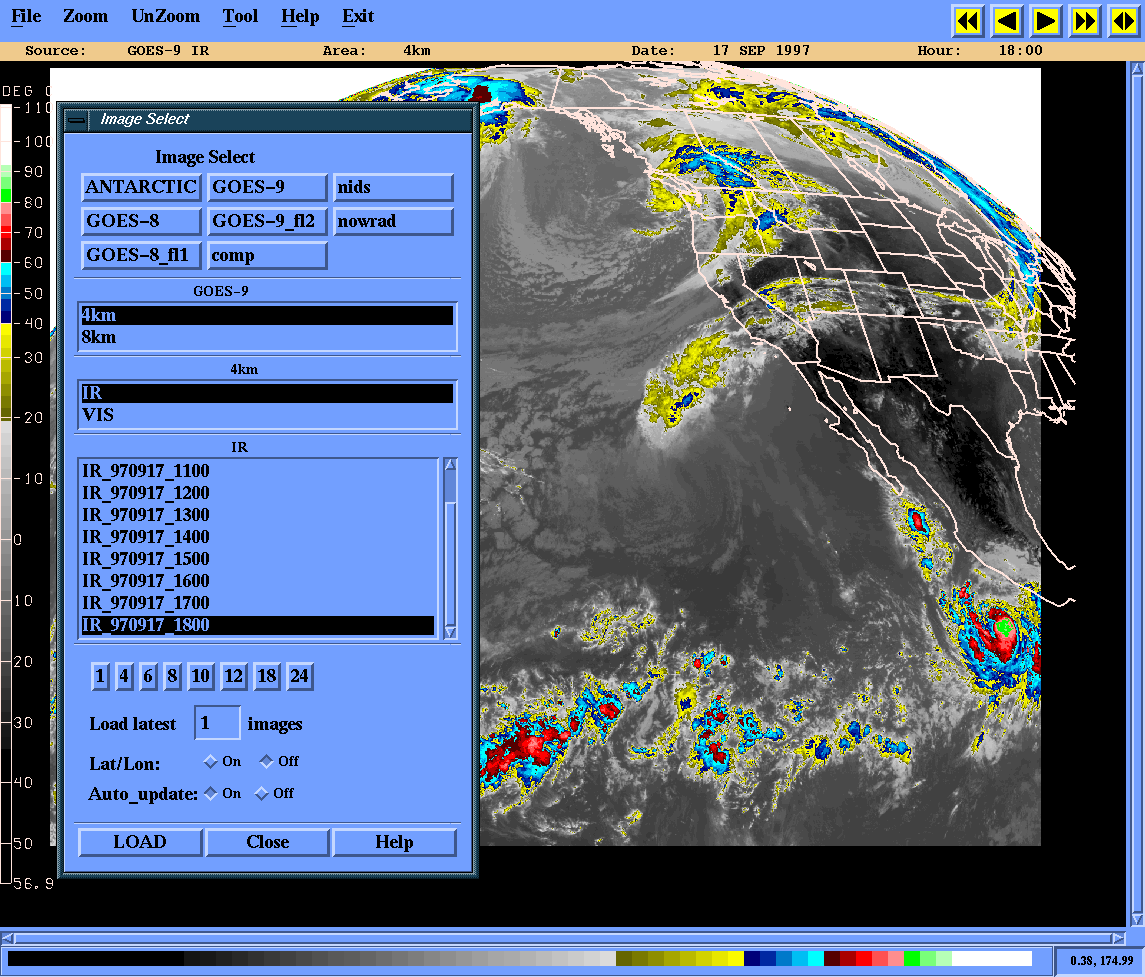 File Zoom UnZoom Tool Help Exit
Source: GOES-9 IR Area: 4km Date: 17 SEP 1997 Hour: 18:00
DEG
-110
-100
-90
-80
-70
-60
-50
-40
-30
-20
-10
0
10
20
30
40
50
56.9
Image Select
Image Select
ANTARCTIC GOES-9 nids
GOES-8 GOES-9_fl2 nowrad
GOES-8_fl1 comp
GOES-9
4km
8km
4km
IR
VIS
IR
IR_970917_1100
IR_970917_1200
IR_970917_1300
IR_970917_1400
IR_970917_1500
IR_970917_1600
IR_970917_1700
IR_970917_1800
1 4 6 8 10 12 18 24
Load latest 1 images
Lat/Lon: On Off
Auto_update: On Off
LOAD Close Help
0.38, 174.99